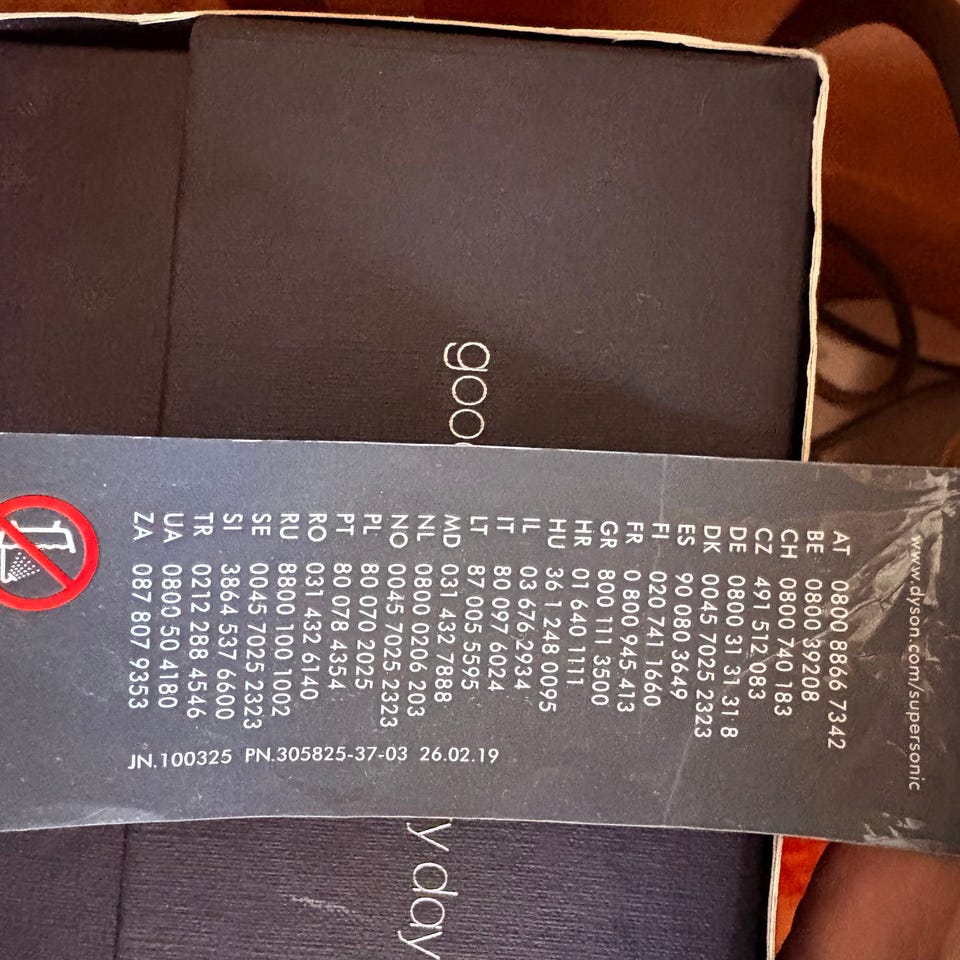 www.dyson.com/supersonic
AT 0800 8866 7342
BE 0800 39208
CH 0800 740 183
CZ 491 512 083
DE 0800 31 31 31 8
DK 0045 7025 2323
ES 90 080 3649
FI 020 741 1660
FR 0 800 945 413
GR 800 111 3500
HR 01 640 1111
HU 36 1 248 0095
IL 03 676 2934
IT 80 097 6024
LT 87 005 5595
MD 031 432 7888
NL 0800 0206 203
NO 0045 7025 2323
PL 80 070 2025
PT 80 078 4354
RO 031 432 6140
RU 8800 100 1002
SE 0045 7025 2323
SI 3864 537 6600
TR 0212 288 4546
UA 0800 50 4180
ZA 087 807 9353
JN.100325 PN.305825-37-03 26.02.19
goo
y day